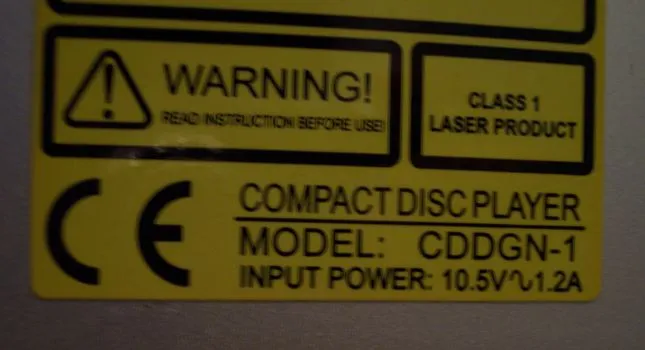 WARNING!
READ INSTRUCTION BEFORE USE!
CLASS 1
LASER PRODUCT
CE
COMPACT DISC PLAYER
MODEL: CDDGN-1
INPUT POWER: 10.5V∿1.2A